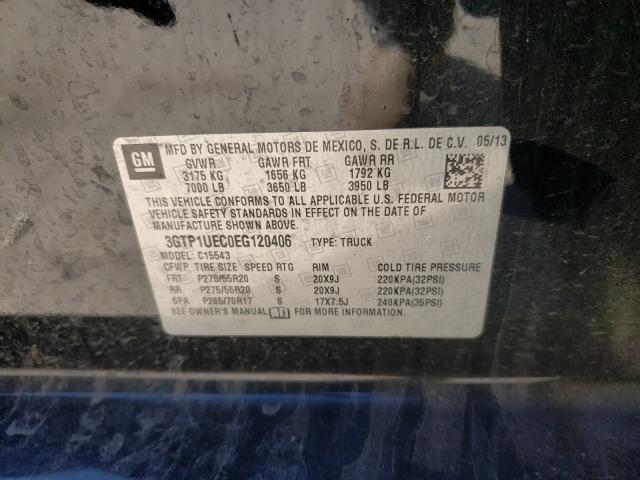 GM
MFD BY GENERAL MOTORS DE MEXICO, S. DE R.L. DE C.V. 05/13
GVWR GAWR FRT GAWR RR
3175 KG 1656 KG 1792 KG
7000 LB 3650 LB 3950 LB
THIS VEHICLE CONFORMS TO ALL APPLICABLE U.S. FEDERAL MOTOR
VEHICLE SAFETY STANDARDS IN EFFECT ON THE DATE OF
MANUFACTURE SHOWN ABOVE.
3GTP1UEC0EG120406 TYPE: TRUCK
MODEL: C15543
CFWP TIRE SIZE SPEED RTG RIM COLD TIRE PRESSURE
FRT P275/55R20 S 20X9J 220KPA(32PSI)
RR P275/55R20 S 20X9J 220KPA(32PSI)
SPA P265/70R17 S 17X7.5J 240KPA(35PSI)
SEE OWNER'S MANUAL FOR MORE INFORMATION.